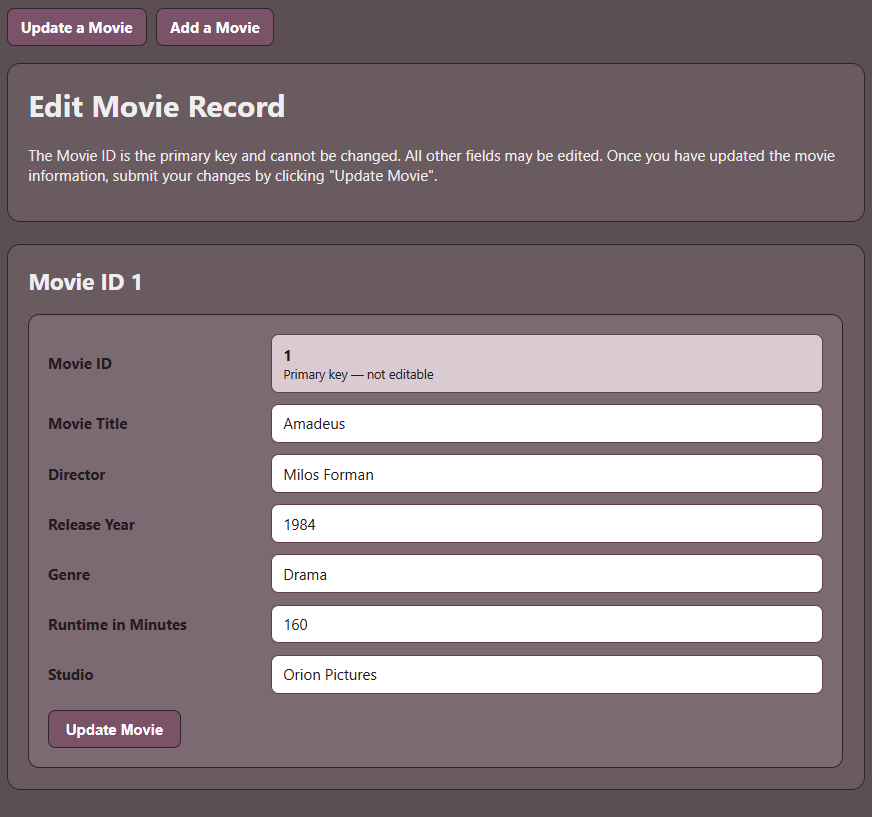 Update a Movie Add a Movie
Edit Movie Record
The Movie ID is the primary key and cannot be changed. All other fields may be edited. Once you have updated the movie
information, submit your changes by clicking "Update Movie".
Movie ID 1
Movie ID
1
Primary key — not editable
Movie Title Amadeus
Director Milos Forman
Release Year 1984
Genre Drama
Runtime in Minutes 160
Studio Orion Pictures
Update Movie